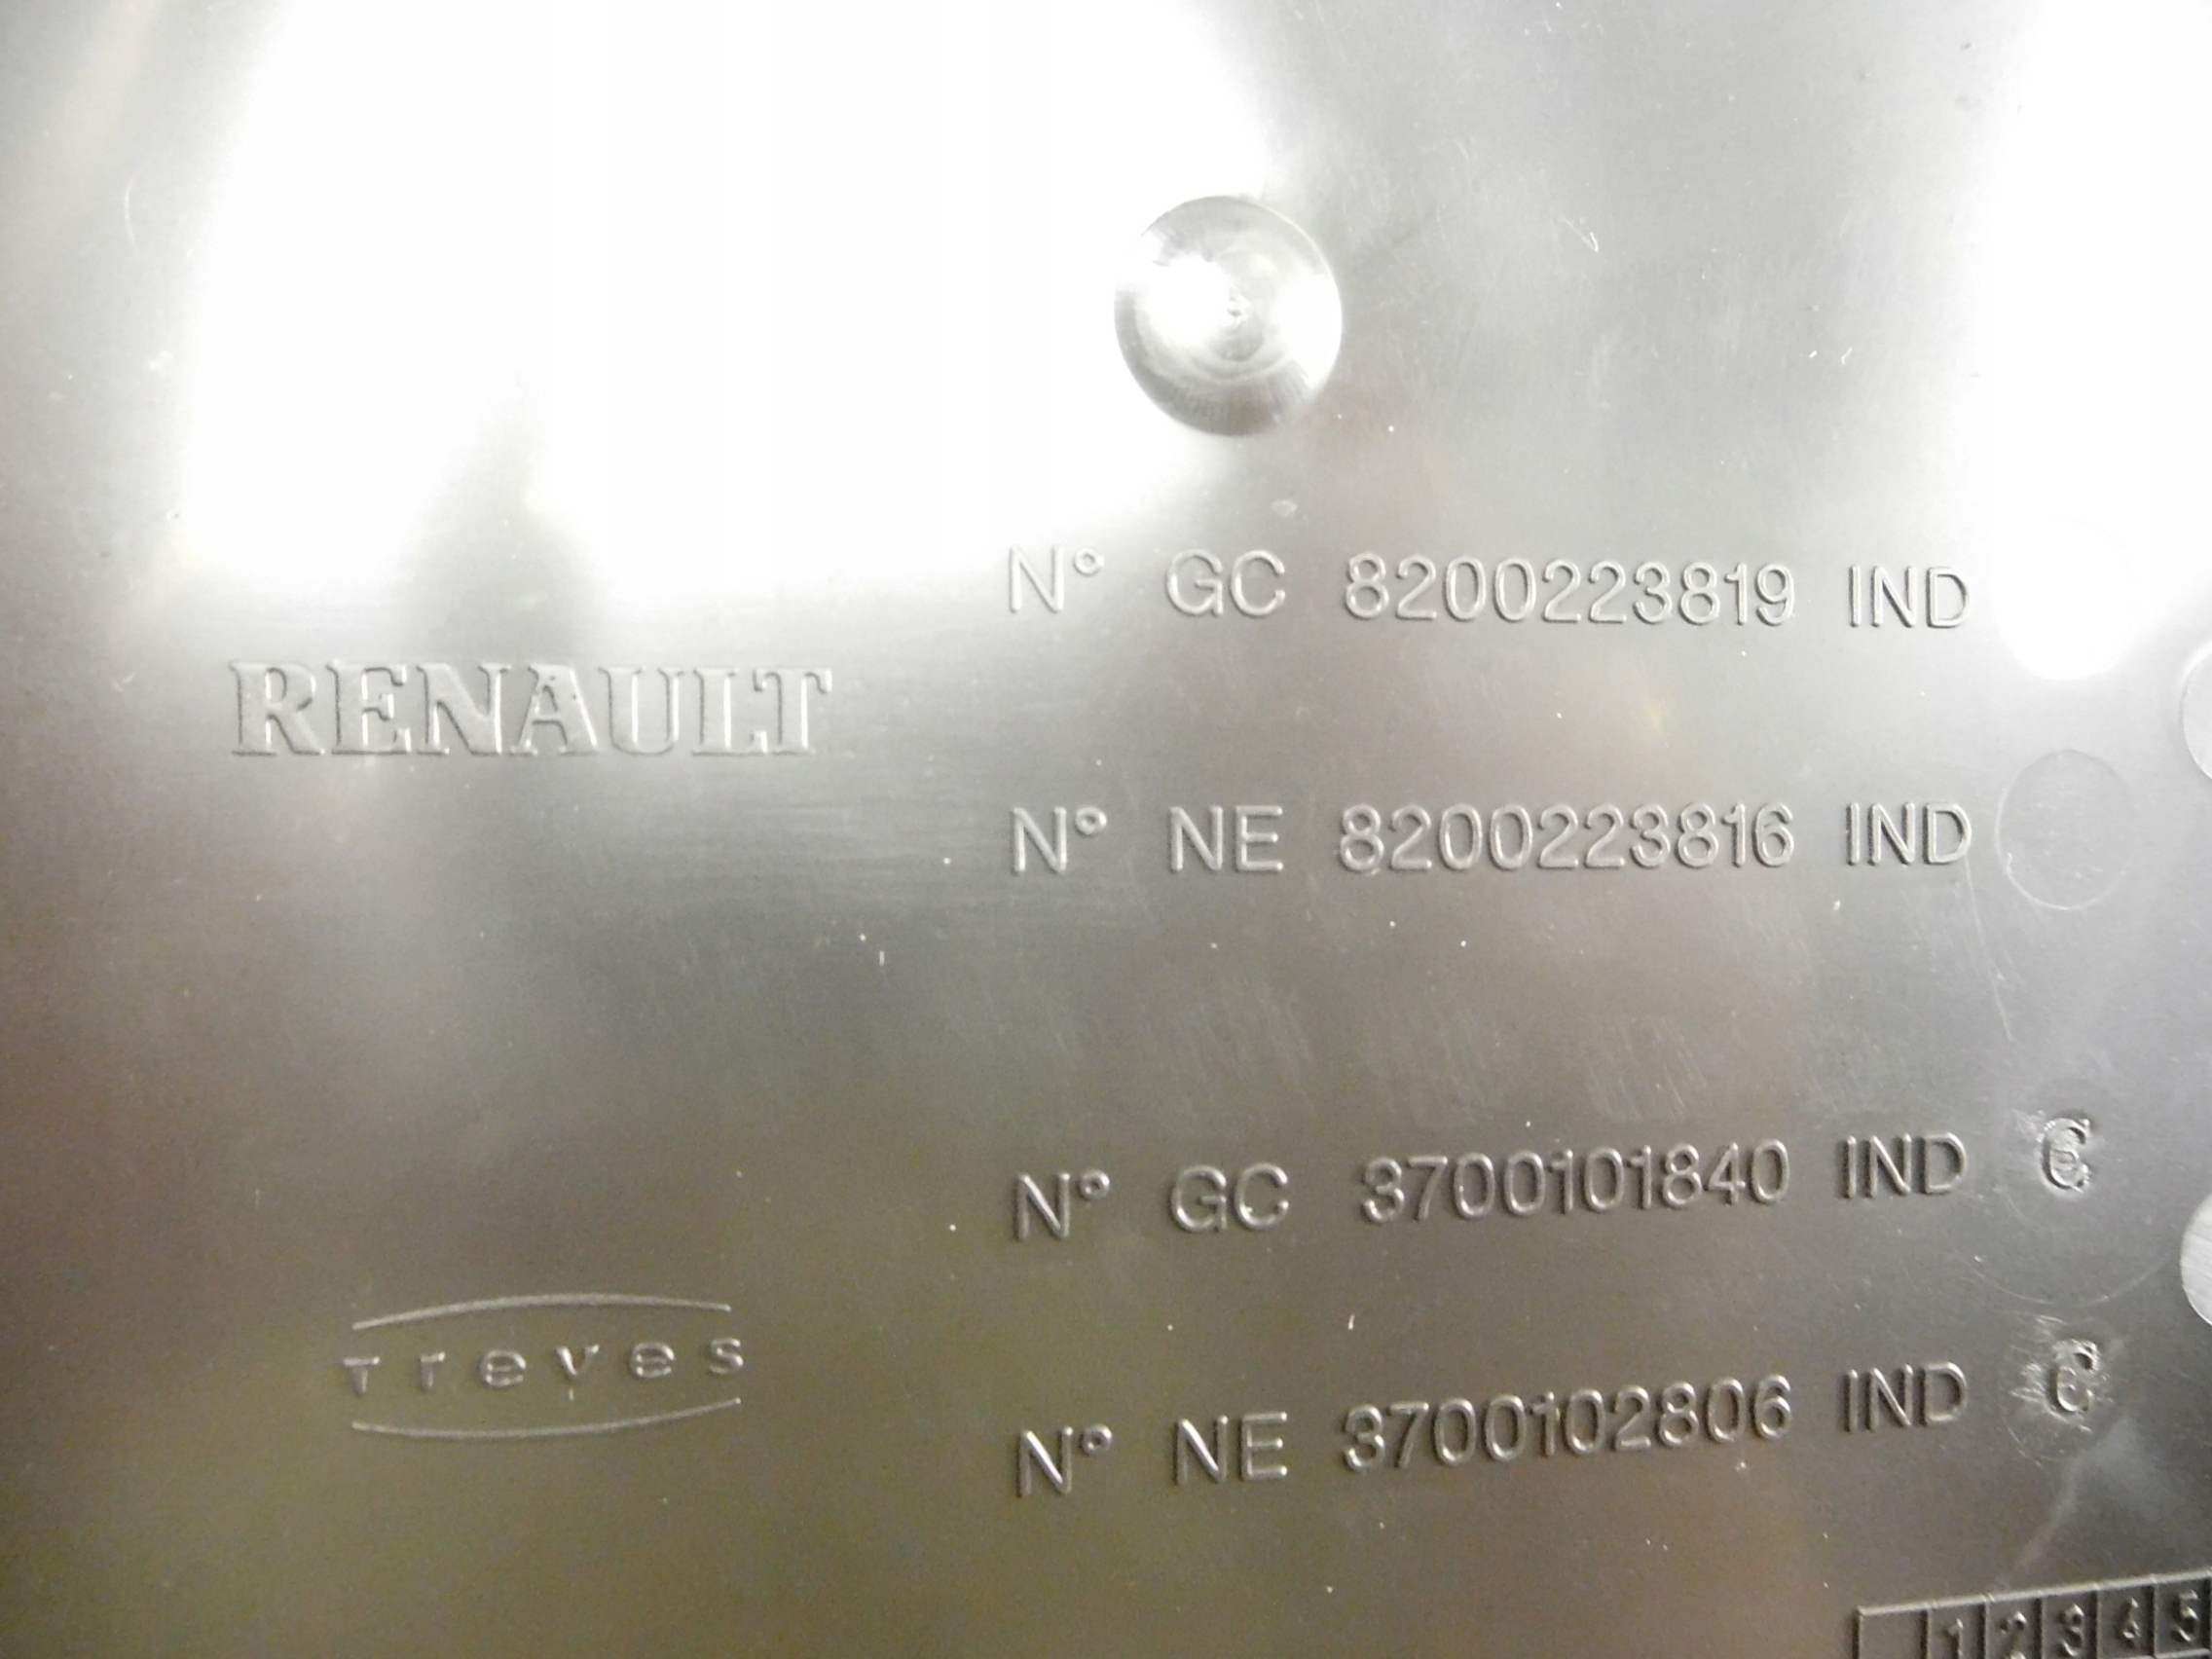 N° GC 8200223819 IND
RENAULT
N° NE 8200223816 IND
N° GC 3700101840 IND C
Treves
N° NE 3700102806 IND C
1 2 3 4 5